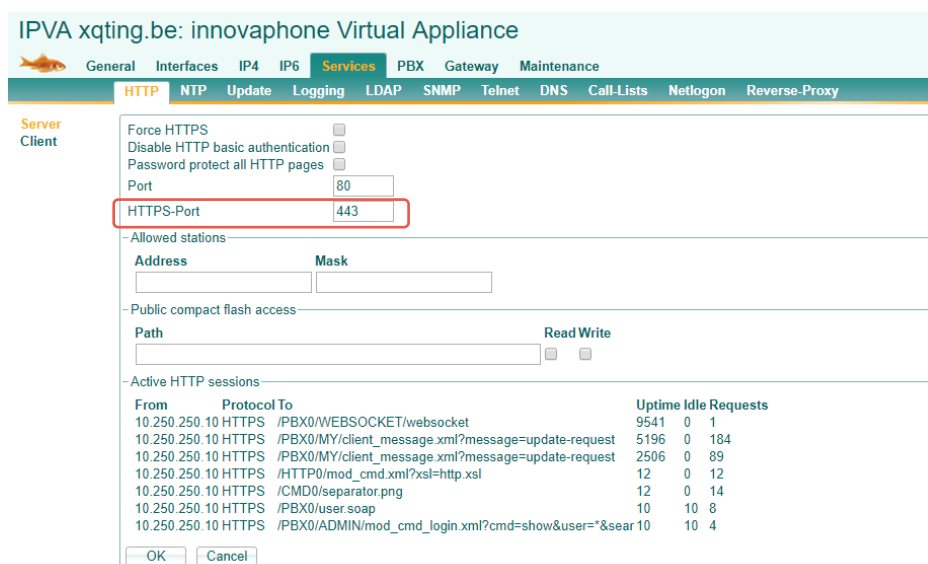 IPVA xqting.be: innovaphone Virtual Appliance
General Interfaces IP4 IP6 Services PBX Gateway Maintenance
HTTP NTP Update Logging LDAP SNMP Telnet DNS Call-Lists Netlogon Reverse-Proxy
Server
Client
Force HTTPS
Disable HTTP basic authentication
Password protect all HTTP pages
Port 80
HTTPS-Port 443
Allowed stations
Address Mask
Public compact flash access
Path Read Write
Active HTTP sessions
From Protocol To Uptime Idle Requests
10.250.250.10 HTTPS /PBX0/WEBSOCKET/websocket 9541 0 1
10.250.250.10 HTTPS /PBX0/MY/client_message.xml?message=update-request 5196 0 184
10.250.250.10 HTTPS /PBX0/MY/client_message.xml?message=update-request 2506 0 89
10.250.250.10 HTTPS /HTTP0/mod_cmd.xml?xsl=http.xsl 12 0 12
10.250.250.10 HTTPS /CMD0/separator.png 12 0 14
10.250.250.10 HTTPS /PBX0/user.soap 10 10 8
10.250.250.10 HTTPS /PBX0/ADMIN/mod_cmd_login.xml?cmd=show&user=*&sear 10 10 4
OK Cancel